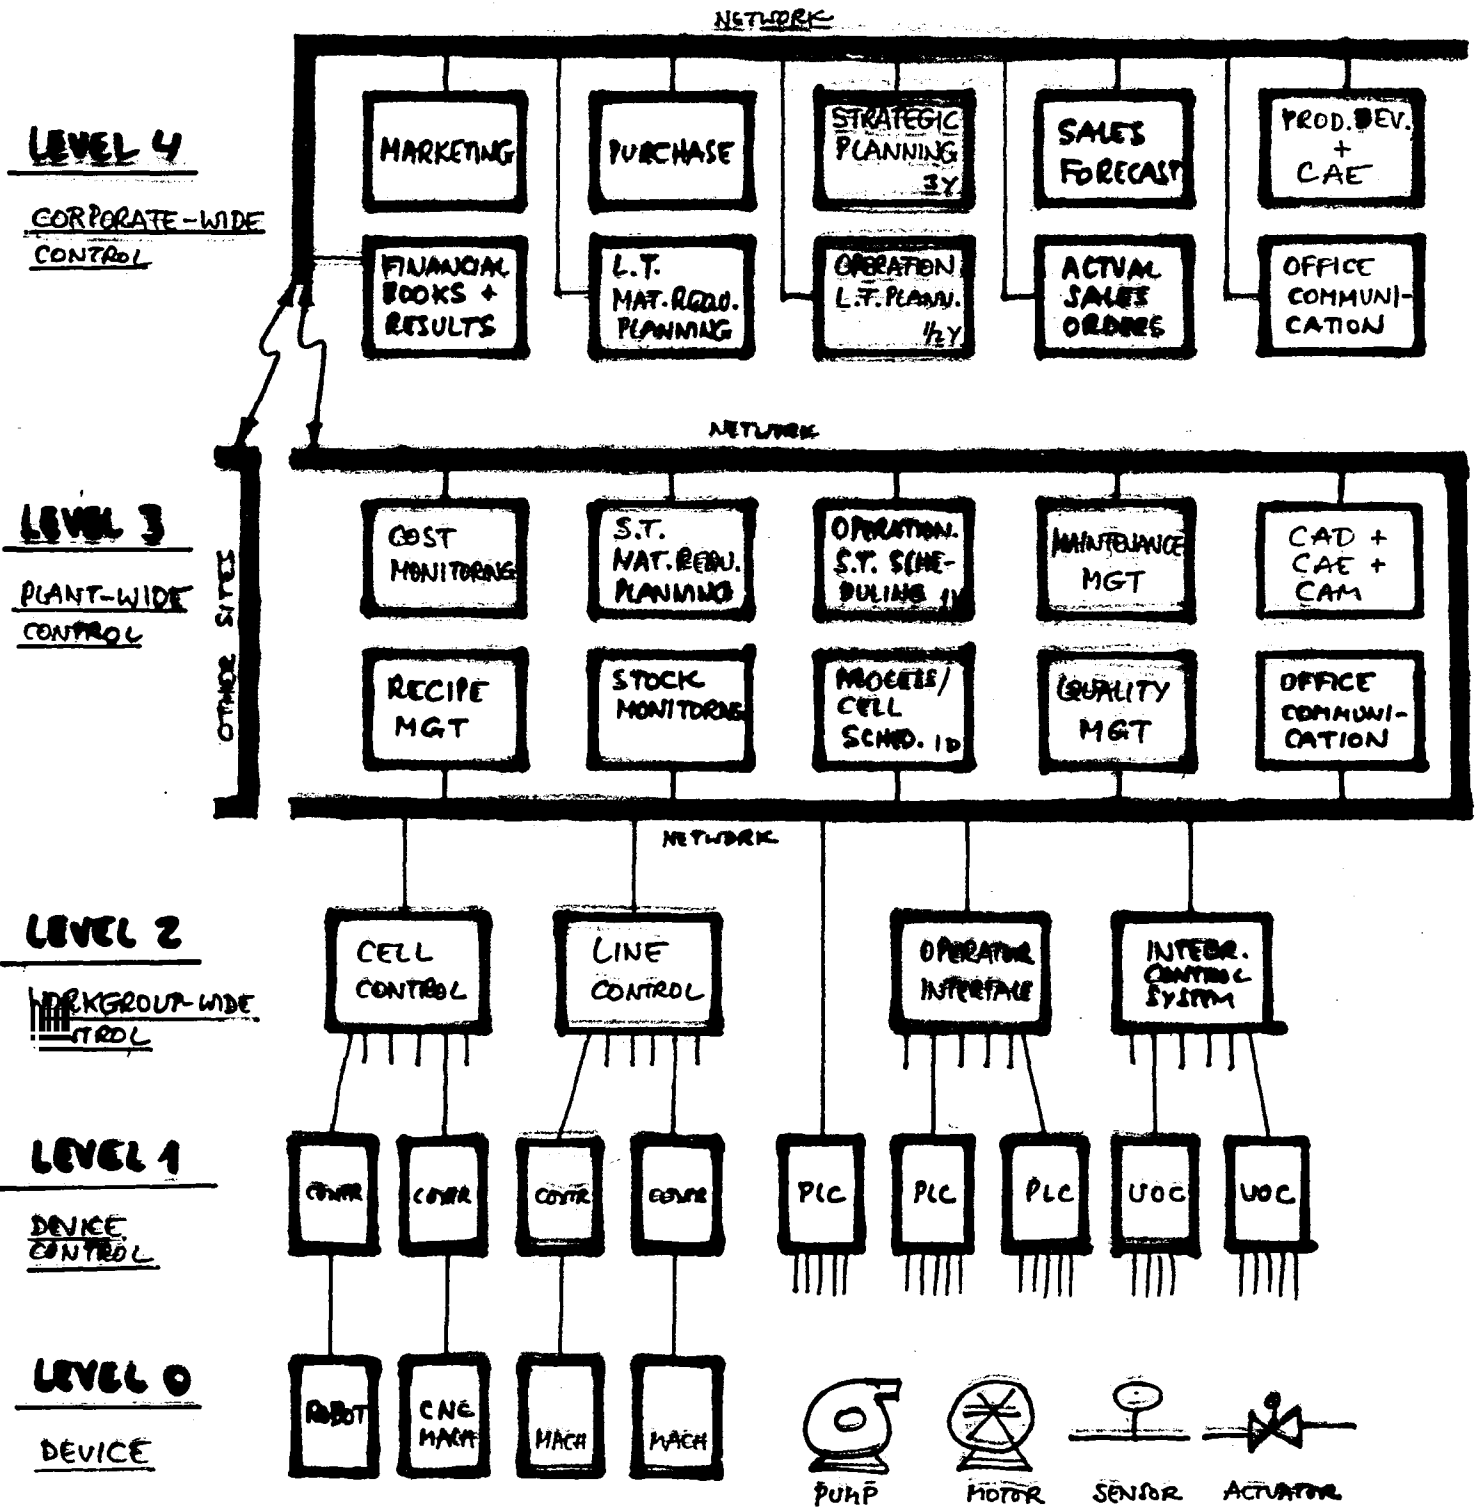 NETWORK
LEVEL 4
CORPORATE-WIDE
CONTROL
MARKETING
PURCHASE
STRATEGIC
PLANNING
3Y
SALES
FORECAST
PROD. DEV.
+
CAE
FINANCIAL
BOOKS +
RESULTS
L.T.
MAT. REQU.
PLANNING
OPERATION
L.T. PLANN.
1/2 Y
ACTUAL
SALES
ORDERS
OFFICE
COMMUNI-
CATION
NETWORK
LEVEL 3
PLANT-WIDE
CONTROL
OTHER SITES
COST
MONITORING
S.T.
MAT. REQU.
PLANNING
OPERATION.
S.T. SCHE-
DULING
MAINTENANCE
MGT
CAD +
CAE +
CAM
RECIPE
MGT
STOCK
MONITORNG
PROCESS/
CELL
SCHED. 1D
QUALITY
MGT
OFFICE
COMMUNI-
CATION
NETWORK
LEVEL 2
WORKGROUP-WIDE
CELL
CONTROL
LINE
CONTROL
OPERATOR
INTERFACE
INTEGR.
CONTROL
SYSTEM
LEVEL 1
DEVICE
CONTROL
CONTR
CONTR
CONTR
CONTR
PLC
PLC
PLC
UOC
UOC
LEVEL 0
DEVICE
ROBOT
CNC
MACH
MACH
MACH
PUMP
MOTOR
SENSOR
ACTUATOR